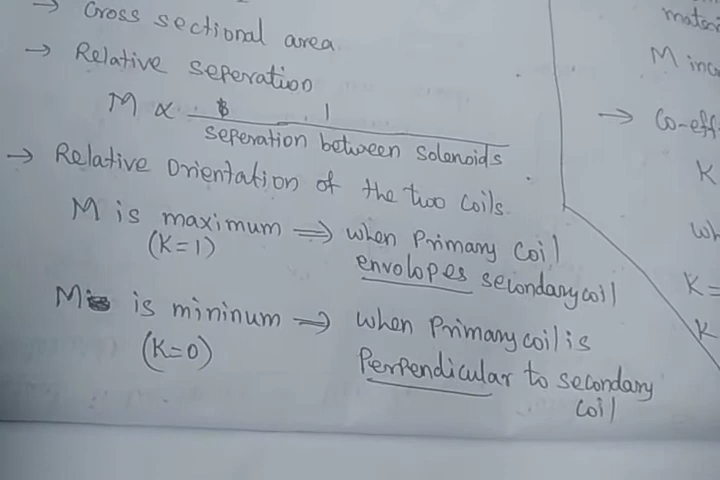 → Cross sectional area
→ Relative seperation
M ∝ 1
seperation between solenoids
→ Relative Orientation of the two coils.
M is maximum ⟹ when Primary Coil
(K=1)
envolopes secondary coil
M is mininum ⟹ when Primary coil is
(K=0)
Perpendicular to secondary
coil
M
→ Co-eff
K
Wh
K =
K